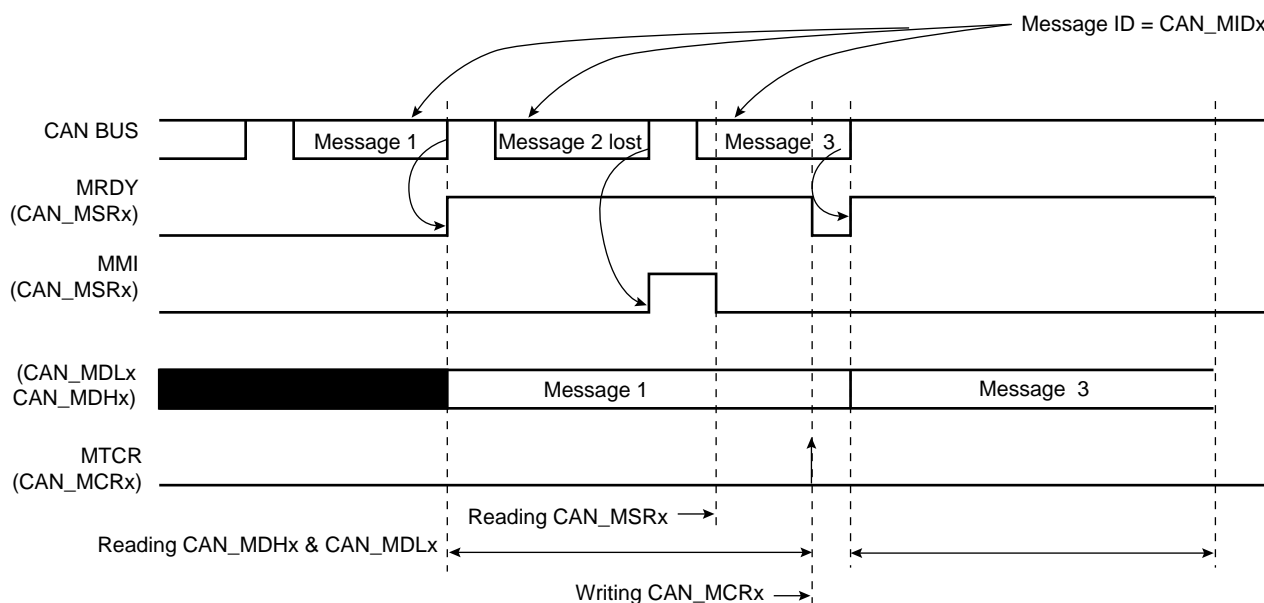 Message ID = CAN_MIDx
CAN BUS
Message 1
Message 2 lost
Message 3
MRDY
(CAN_MSRx)
MMI
(CAN_MSRx)
(CAN_MDLx
CAN_MDHx)
Message 1
Message 3
MTCR
(CAN_MCRx)
Reading CAN_MSRx
Reading CAN_MDHx & CAN_MDLx
Writing CAN_MCRx